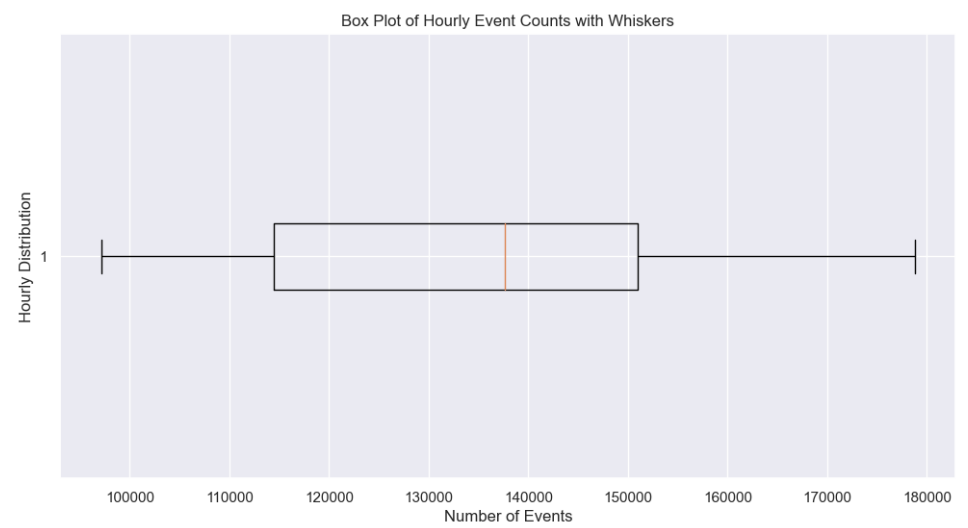 Box Plot of Hourly Event Counts with Whiskers
Hourly Distribution
1
100000 110000 120000 130000 140000 150000 160000 170000 180000
Number of Events